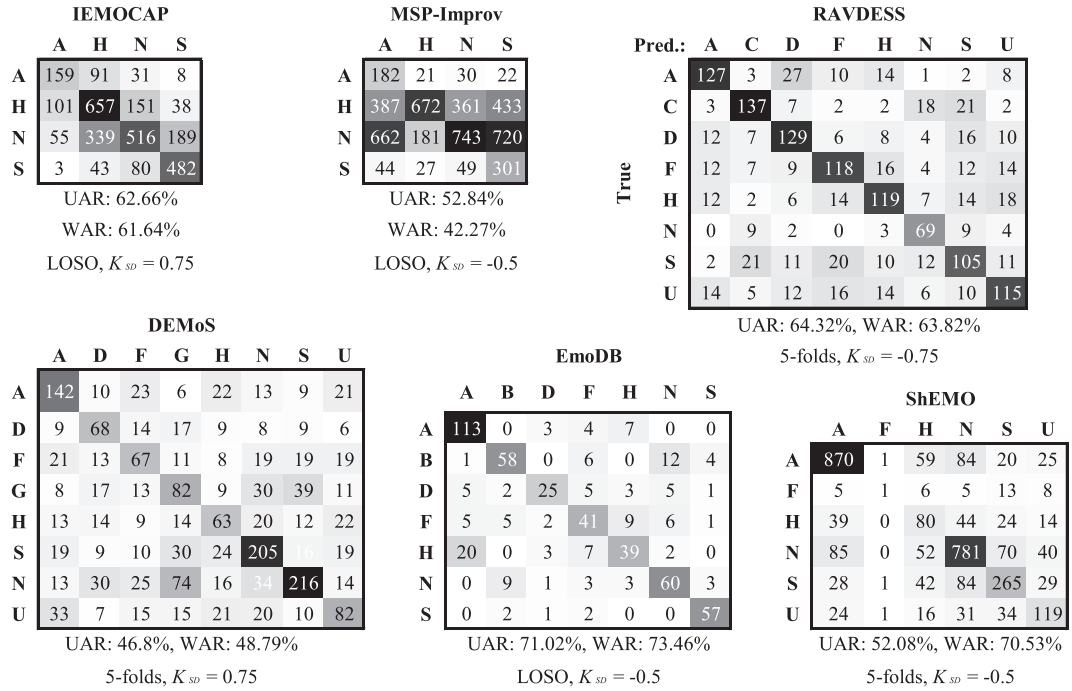 IEMOCAP
A H N S
A 159 91 31 8
H 101 657 151 38
N 55 339 516 189
S 3 43 80 482
UAR: 62.66%
WAR: 61.64%
LOSO, K SD = 0.75
MSP-Improv
A H N S
A 182 21 30 22
H 387 672 361 433
N 662 181 743 720
S 44 27 49 301
UAR: 52.84%
WAR: 42.27%
LOSO, K SD = -0.5
RAVDESS
Pred.: A C D F H N S U
True
A 127 3 27 10 14 1 2 8
C 3 137 7 2 2 18 21 2
D 12 7 129 6 8 4 16 10
F 12 7 9 118 16 4 12 14
H 12 2 6 14 119 7 14 18
N 0 9 2 0 3 69 9 4
S 2 21 11 20 10 12 105 11
U 14 5 12 16 14 6 10 115
UAR: 64.32%, WAR: 63.82%
5-folds, K SD = -0.75
DEMoS
A D F G H N S U
A 142 10 23 6 22 13 9 21
D 9 68 14 17 9 8 9 6
F 21 13 67 11 8 19 19 19
G 8 17 13 82 9 30 39 11
H 13 14 9 14 63 20 12 22
S 19 9 10 30 24 205 16 19
N 13 30 25 74 16 34 216 14
U 33 7 15 15 21 20 10 82
UAR: 46.8%, WAR: 48.79%
5-folds, K SD = 0.75
EmoDB
A B D F H N S
A 113 0 3 4 7 0 0
B 1 58 0 6 0 12 4
D 5 2 25 5 3 5 1
F 5 5 2 41 9 6 1
H 20 0 3 7 39 2 0
N 0 9 1 3 3 60 3
S 0 2 1 2 0 0 57
UAR: 71.02%, WAR: 73.46%
LOSO, K SD = -0.5
ShEMO
A F H N S U
A 870 1 59 84 20 25
F 5 1 6 5 13 8
H 39 0 80 44 24 14
N 85 0 52 781 70 40
S 28 1 42 84 265 29
U 24 1 16 31 34 119
UAR: 52.08%, WAR: 70.53%
5-folds, K SD = -0.5